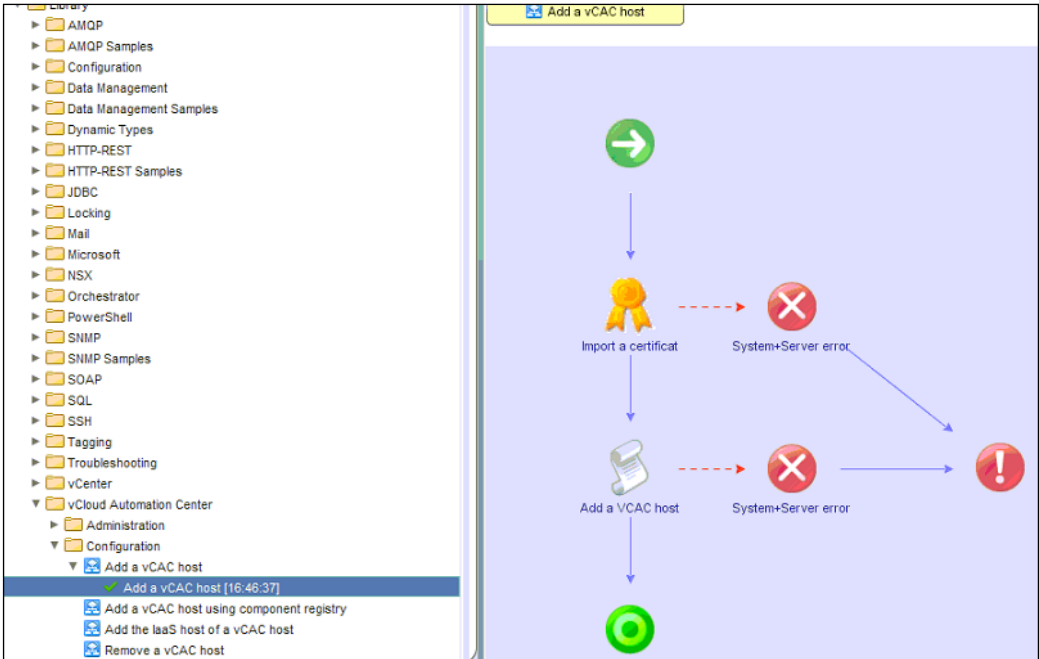 Library
AMQP
AMQP Samples
Configuration
Data Management
Data Management Samples
Dynamic Types
HTTP-REST
HTTP-REST Samples
JDBC
Locking
Mail
Microsoft
NSX
Orchestrator
PowerShell
SNMP
SNMP Samples
SOAP
SQL
SSH
Tagging
Troubleshooting
vCenter
vCloud Automation Center
Administration
Configuration
Add a vCAC host
Add a vCAC host [16:46:37]
Add a vCAC host using component registry
Add the IaaS host of a vCAC host
Remove a vCAC host
Add a vCAC host
Import a certificat
System+Server error
Add a VCAC host
System+Server error